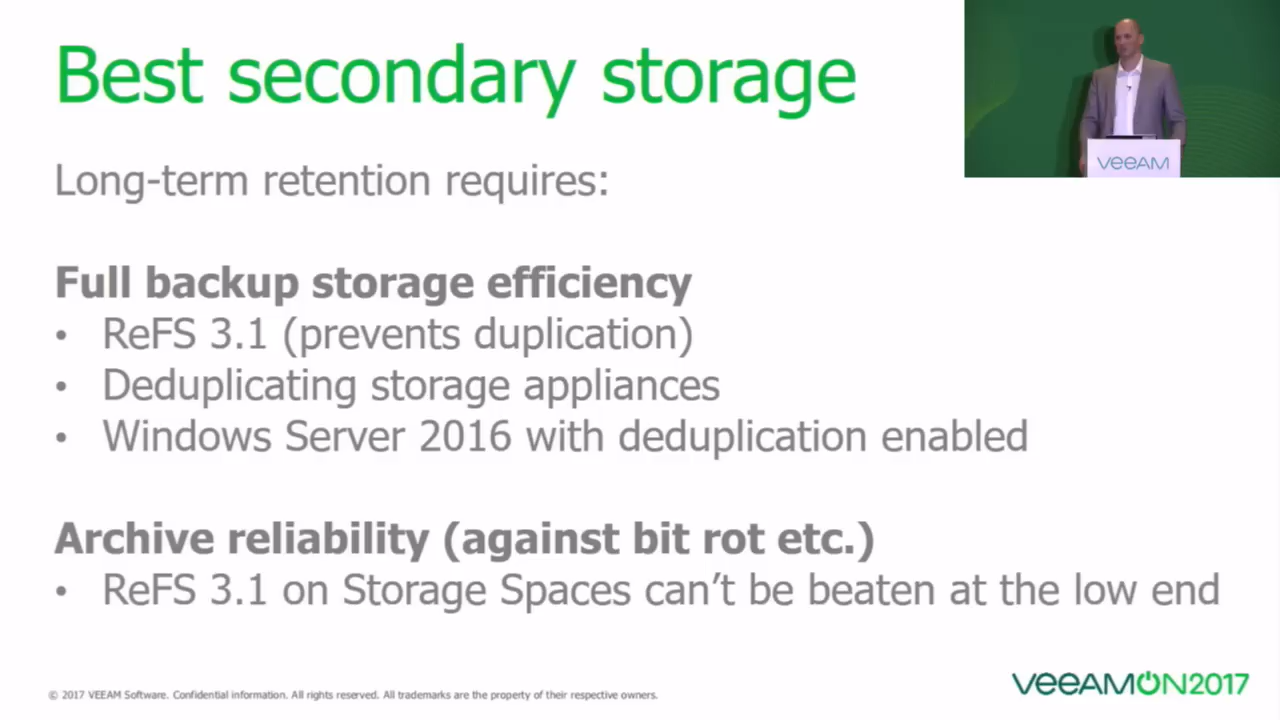 Best secondary storage
VEEAM
Long-term retention requires:
Full backup storage efficiency
• ReFS 3.1 (prevents duplication)
• Deduplicating storage appliances
• Windows Server 2016 with deduplication enabled
Archive reliability (against bit rot etc.)
• ReFS 3.1 on Storage Spaces can’t be beaten at the low end
© 2017 VEEAM Software. Confidential information. All rights reserved. All trademarks are the property of their respective owners.
VEEAMON2017